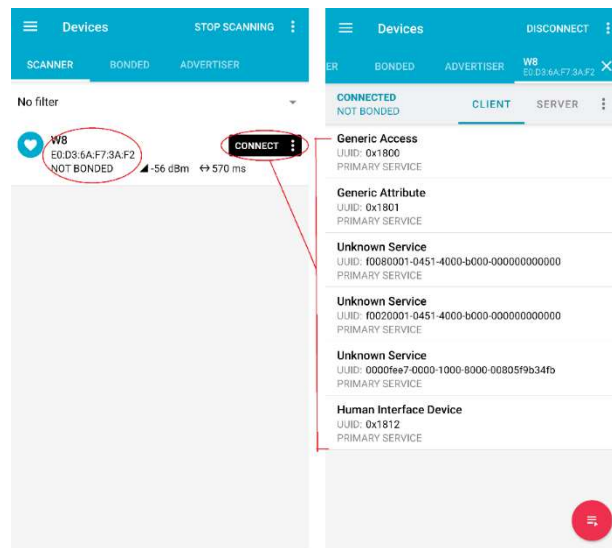 Devices
STOP SCANNING
SCANNER BONDED ADVERTISER
No filter
W8
E0:D3:6A:F7:3A:F2
NOT BONDED
-56 dBm
570 ms
CONNECT
Devices
DISCONNECT
ER BONDED ADVERTISER
W8
E0:D3:6A:F7:3A:F2
CONNECTED
NOT BONDED
CLIENT SERVER
Generic Access
UUID: 0x1800
PRIMARY SERVICE
Generic Attribute
UUID: 0x1801
PRIMARY SERVICE
Unknown Service
UUID: f0080001-0451-4000-b000-000000000000
PRIMARY SERVICE
Unknown Service
UUID: f0020001-0451-4000-b000-000000000000
PRIMARY SERVICE
Unknown Service
UUID: 0000fee7-0000-1000-8000-00805f9b34fb
PRIMARY SERVICE
Human Interface Device
UUID: 0x1812
PRIMARY SERVICE